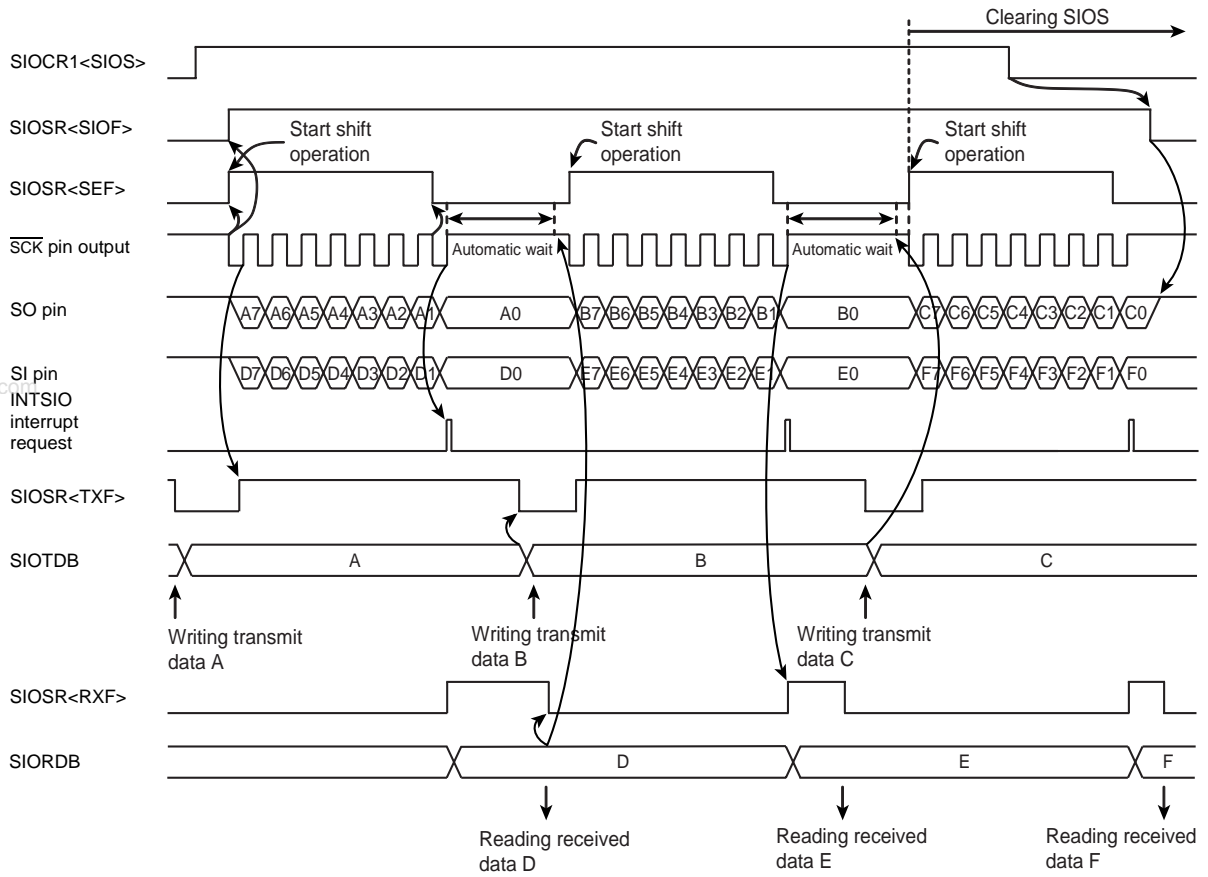 Clearing SIOS
SIOCR1<SIOS>
SIOSR<SIOF>
Start shift
operation
Start shift
operation
Start shift
operation
SIOSR<SEF>
SCK pin output
Automatic wait
Automatic wait
SO pin
A7 A6 A5 A4 A3 A2 A1 A0 B7 B6 B5 B4 B3 B2 B1 B0 C7 C6 C5 C4 C3 C2 C1 C0
SI pin
D7 D6 D5 D4 D3 D2 D1 D0 E7 E6 E5 E4 E3 E2 E1 E0 F7 F6 F5 F4 F3 F2 F1 F0
com
INTSIO
interrupt
request
SIOSR<TXF>
SIOTDB
A B C
Writing transmit
data A
Writing transmit
data B
Writing transmit
data C
SIOSR<RXF>
SIORDB
D E F
Reading received
data D
Reading received
data E
Reading received
data F